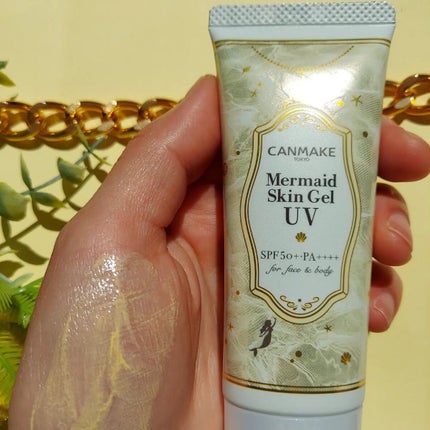 CANMAKE
TOKYO
Mermaid
Skin Gel
UV
SPF50+・PA++++
for face & body